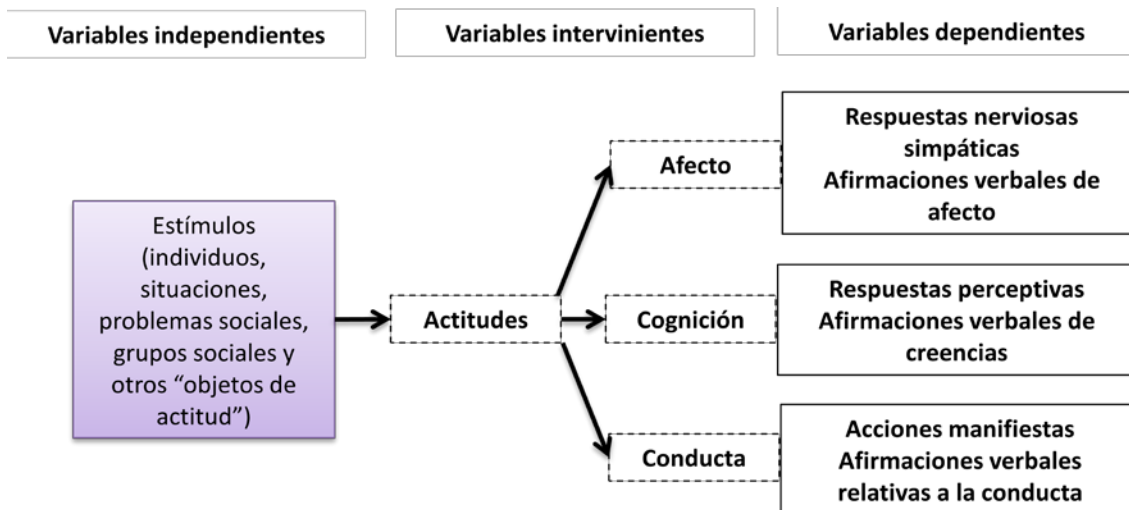 Variables independientes
Variables intervinientes
Variables dependientes
Estímulos
(individuos,
situaciones,
problemas sociales,
grupos sociales y
otros “objetos de
actitud”)
Actitudes
Afecto
Respuestas nerviosas
simpáticas
Afirmaciones verbales de
afecto
Cognición
Respuestas perceptivas
Afirmaciones verbales de
creencias
Conducta
Acciones manifiestas
Afirmaciones verbales
relativas a la conducta